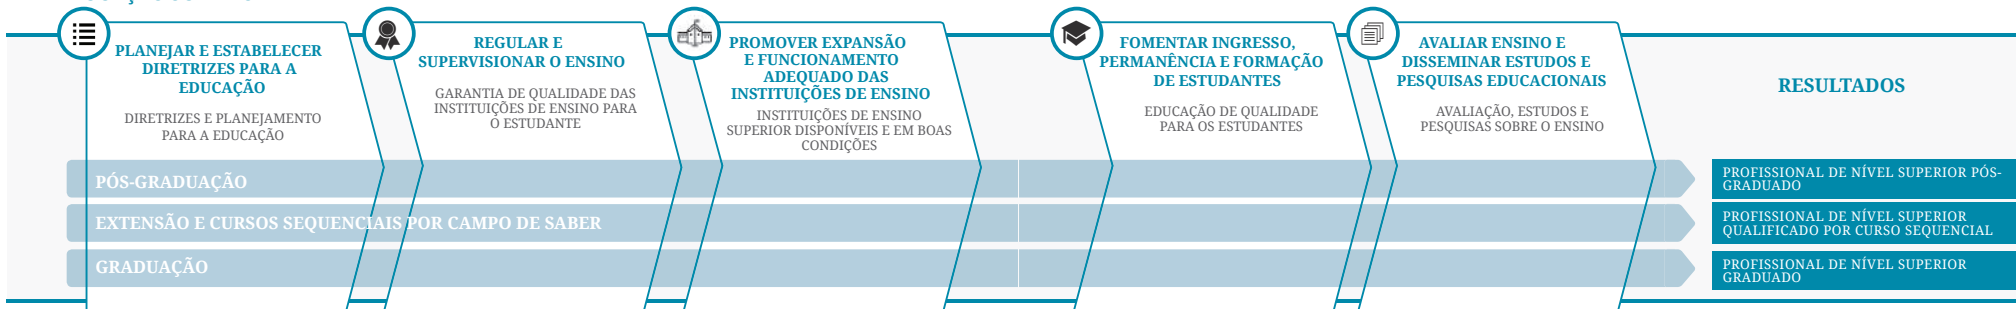 PLANEJAR E ESTABELECER
DIRETRIZES PARA A
EDUCAÇÃO
DIRETRIZES E PLANEJAMENTO
PARA A EDUCAÇÃO
REGULAR E
SUPERVISIONAR O ENSINO
GARANTIA DE QUALIDADE DAS
INSTITUIÇÕES DE ENSINO PARA
O ESTUDANTE
PROMOVER EXPANSÃO
E FUNCIONAMENTO
ADEQUADO DAS
INSTITUIÇÕES DE ENSINO
INSTITUIÇÕES DE ENSINO
SUPERIOR DISPONÍVEIS E EM BOAS
CONDIÇÕES
FOMENTAR INGRESSO,
PERMANÊNCIA E FORMAÇÃO
DE ESTUDANTES
EDUCAÇÃO DE QUALIDADE
PARA OS ESTUDANTES
AVALIAR ENSINO E
DISSEMINAR ESTUDOS E
PESQUISAS EDUCACIONAIS
AVALIAÇÃO, ESTUDOS E
PESQUISAS SOBRE O ENSINO
RESULTADOS
PÓS-GRADUAÇÃO
PROFISSIONAL DE NÍVEL SUPERIOR PÓS-
GRADUADO
EXTENSÃO E CURSOS SEQUENCIAIS POR CAMPO DE SABER
PROFISSIONAL DE NÍVEL SUPERIOR
QUALIFICADO POR CURSO SEQUENCIAL
GRADUAÇÃO
PROFISSIONAL DE NÍVEL SUPERIOR
GRADUADO